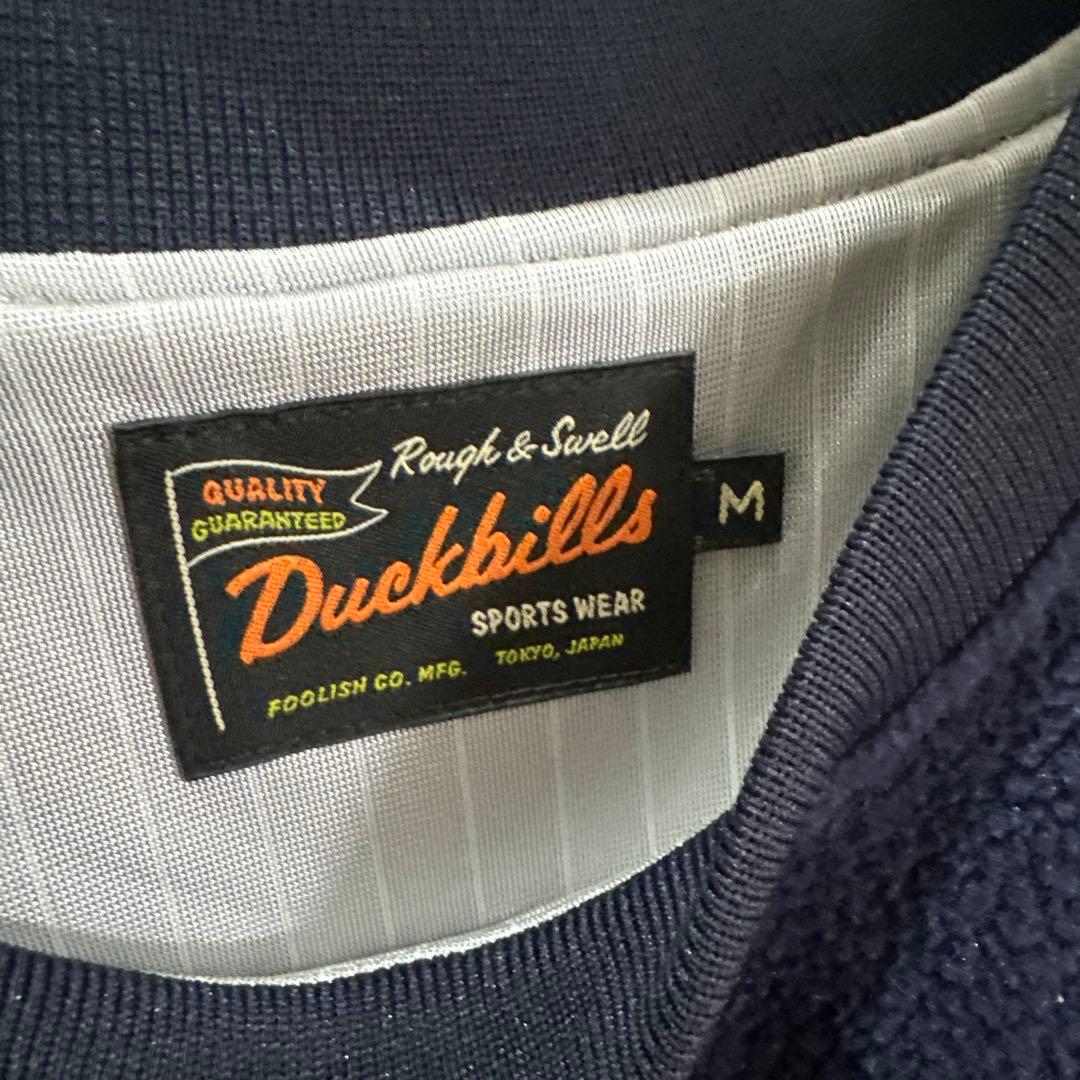 Rough & Swell
QUALITY
GUARANTEED
Duckbills
SPORTS WEAR
FOOLISH CO. MFG. TOKYO, JAPAN
M